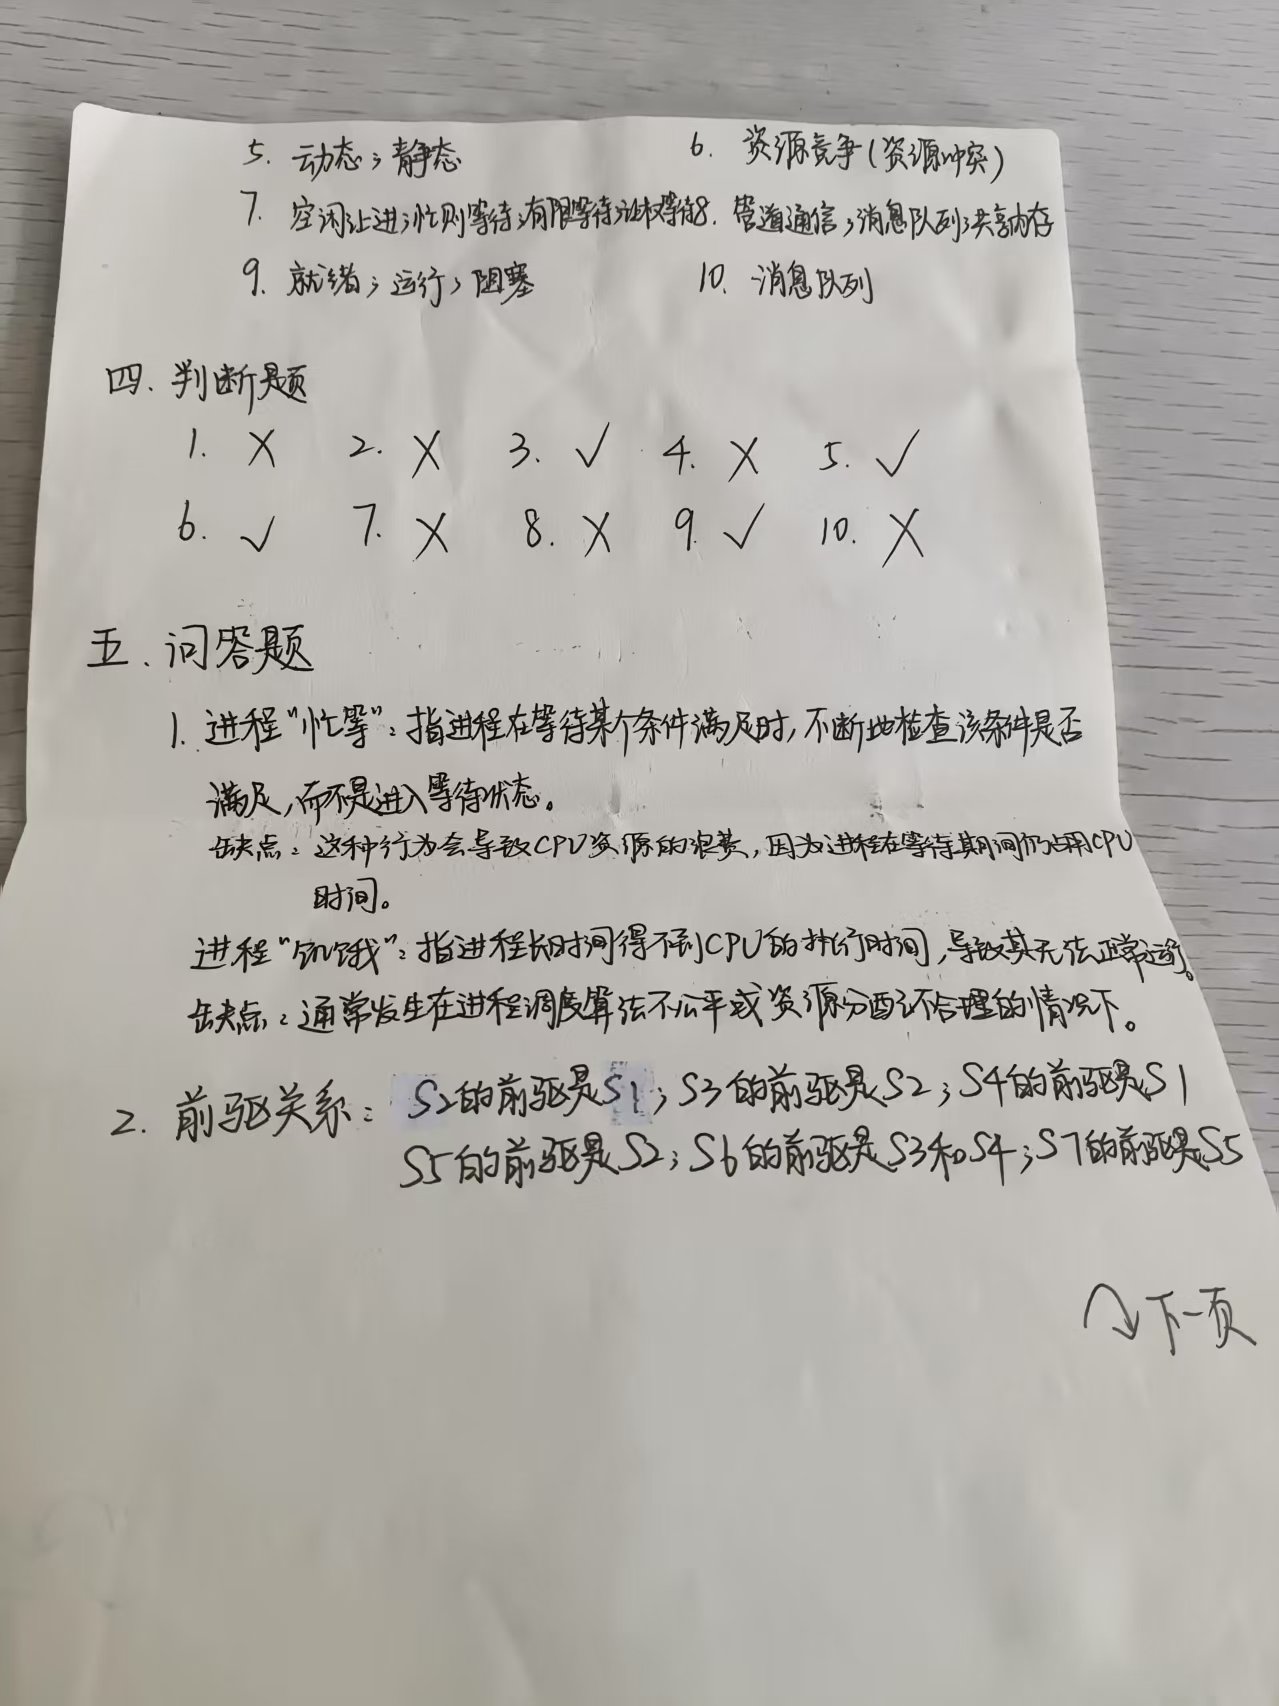 5. 动态;静态 6. 资源竞争(资源冲突)
7. 空闲让进;忙则等待;有限等待;让权等待 8. 管道通信;消息队列;共享内存
9. 就绪;运行;阻塞 10. 消息队列
四.判断题
1. X 2. X 3. ✓ 4. X 5. ✓
6. ✓ 7. X 8. X 9. ✓ 10. X
五.问答题
1. 进程“忙等”:指进程在等待某个条件满足时,不断地检查该条件是否
满足,而不是进入等待状态。
缺点:这种行为会导致CPU资源的浪费,因为进程在等待期间仍占用CPU
时间。
进程“饥饿”:指进程长时间得不到CPU的执行时间,导致其无法正常运行。
缺点:通常发生在进程调度算法不公平或资源分配不合理的情况下。
2. 前驱关系: S2的前驱是S1;S3的前驱是S2;S4的前驱是S1
S5的前驱是S2;S6的前驱是S3和S4;S7的前驱是S5
下一页